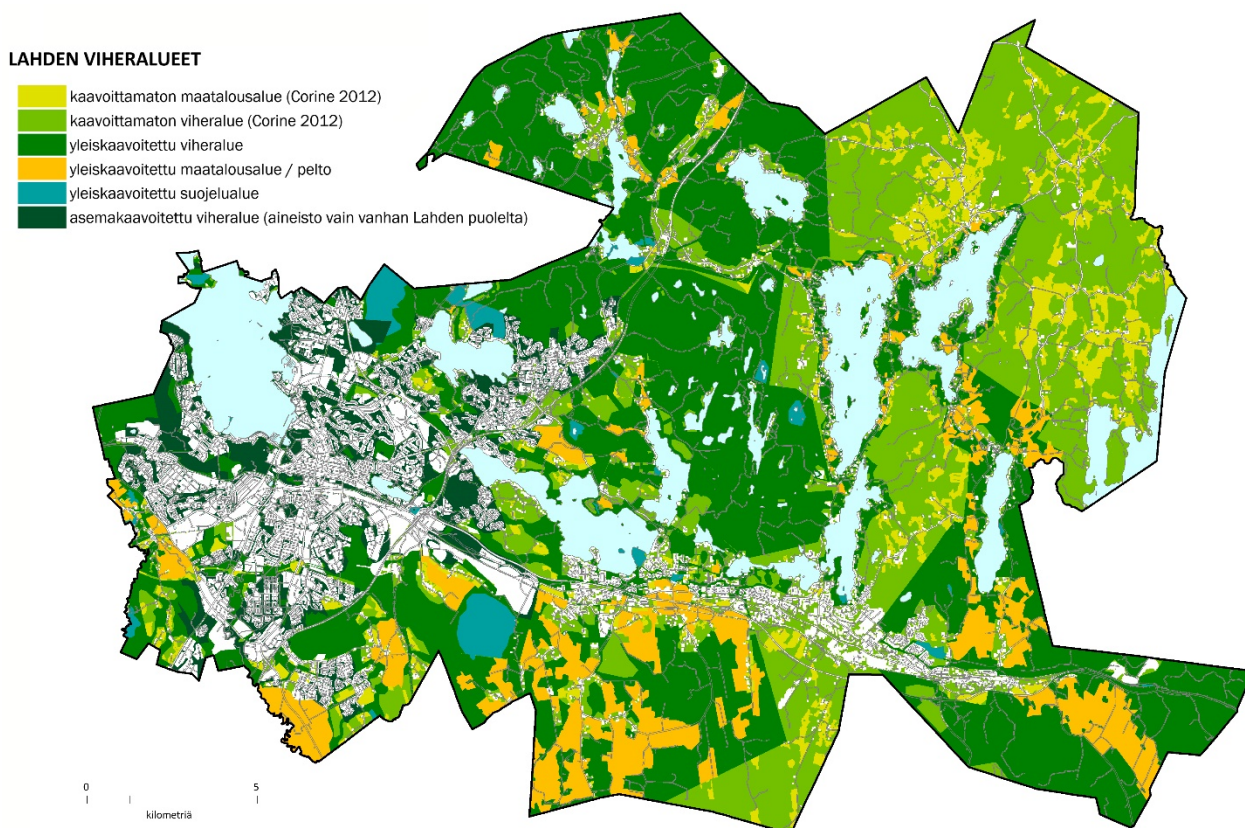 LAHDEN VIHERALUEET
kaavoittamaton maatalousalue (Corine 2012)
kaavoittamaton viheralue (Corine 2012)
yleiskaavoitettu viheralue
yleiskaavoitettu maatalousalue / pelto
yleiskaavoitettu suojelualue
asemakaavoitettu viheralue (aineisto vain vanhan Lahden puolelta)
0 5
kilometriä